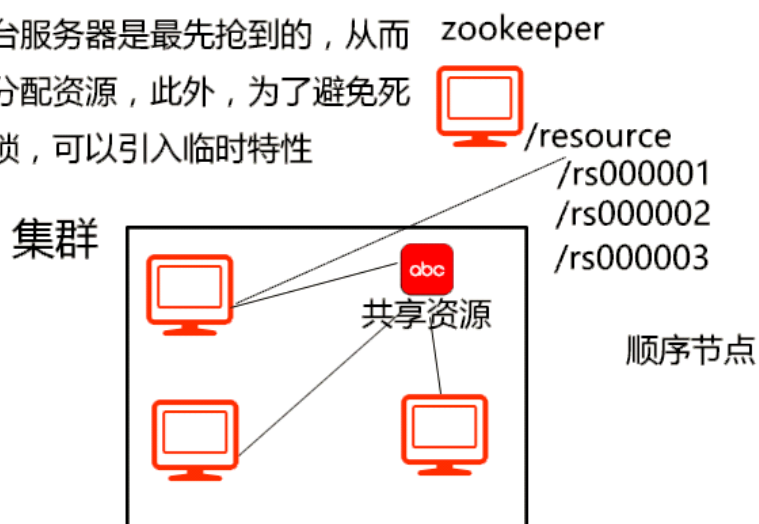 台服务器是最先抢到的，从而
分配资源，此外，为了避免死
锁，可以引入临时特性
zookeeper
/resource
/rs000001
/rs000002
/rs000003
集群
abc
共享资源
顺序节点